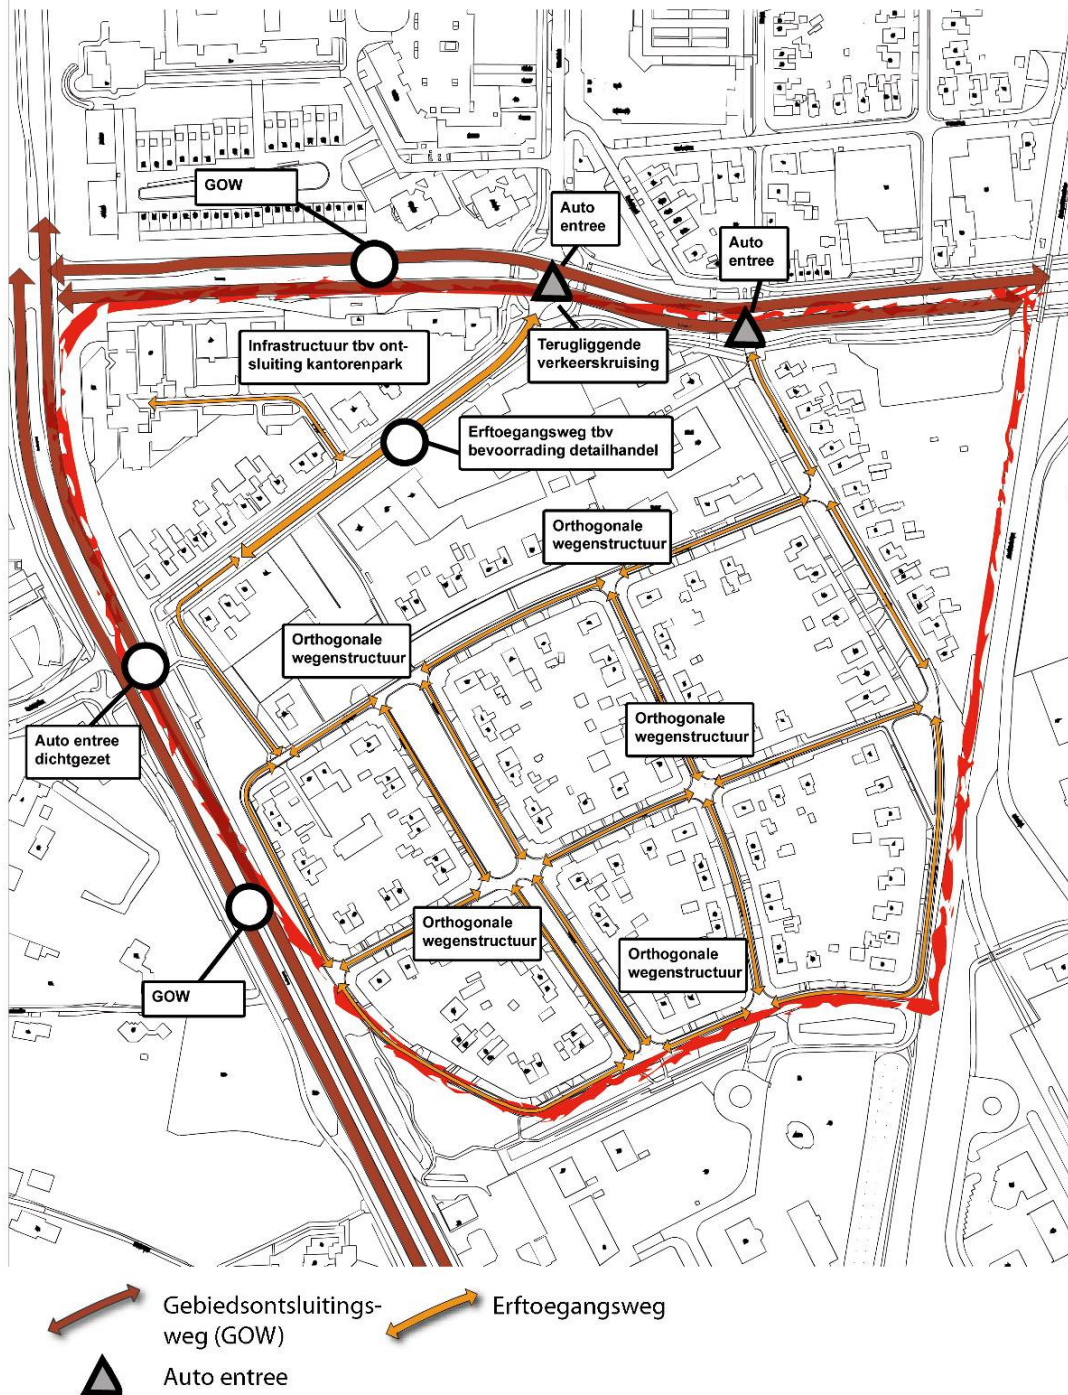 GOW
Auto
entree
Auto
entree
Infrastructuur tbv ont-
sluiting kantorenpark
Terugliggende
verkeerskruising
Erftoegangsweg tbv
bevoorrading detailhandel
Orthogonale
wegenstructuur
Orthogonale
wegenstructuur
Orthogonale
wegenstructuur
Auto entree
dichtgezet
Orthogonale
wegenstructuur
Orthogonale
wegenstructuur
GOW
Gebiedsontsluitings-
weg (GOW)
Erftoegangsweg
Auto entree